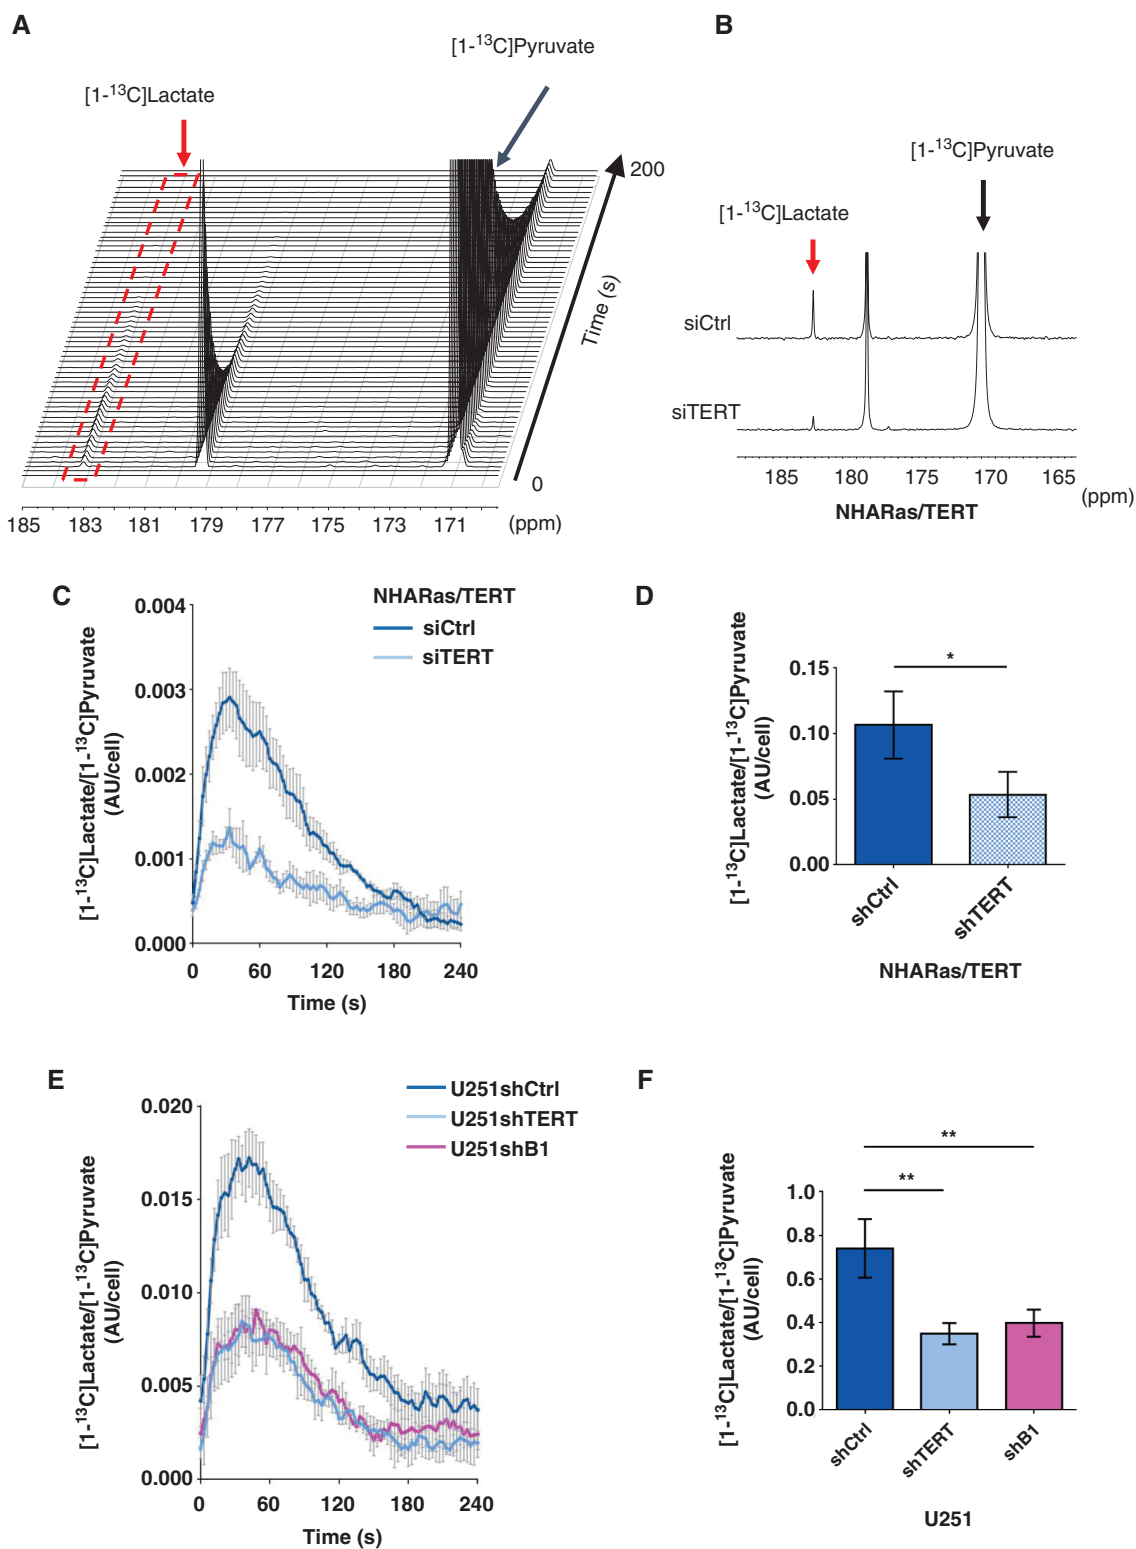 A
[1-¹³C]Pyruvate
[1-¹³C]Lactate
200
Time (s)
0
185 183 181 179 177 175 173 171 (ppm)
B
[1-¹³C]Pyruvate
[1-¹³C]Lactate
siCtrl
siTERT
185 180 175 170 165
(ppm)
NHARas/TERT
C
NHARas/TERT
siCtrl
siTERT
[1-¹³C]Lactate/[1-¹³C]Pyruvate
(AU/cell)
0.004
0.003
0.002
0.001
0.000
0 60 120 180 240
Time (s)
D
[1-¹³C]Lactate/[1-¹³C]Pyruvate
(AU/cell)
0.15
0.10
0.05
0.00
*
shCtrl
shTERT
NHARas/TERT
E
U251shCtrl
U251shTERT
U251shB1
[1-¹³C]Lactate/[1-¹³C]Pyruvate
(AU/cell)
0.020
0.015
0.010
0.005
0.000
0 60 120 180 240
Time (s)
F
[1-¹³C]Lactate/[1-¹³C]Pyruvate
(AU/cell)
**
**
1.0
0.8
0.6
0.4
0.2
0.0
shCtrl
shTERT
shB1
U251